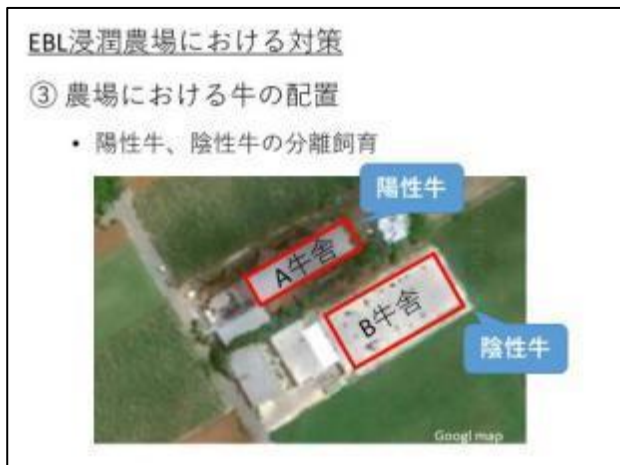 EBL浸潤農場における対策
③ 農場における牛の配置
• 陽性牛、陰性牛の分離飼育
陽性牛
A牛舎
B牛舎
陰性牛
Googl map